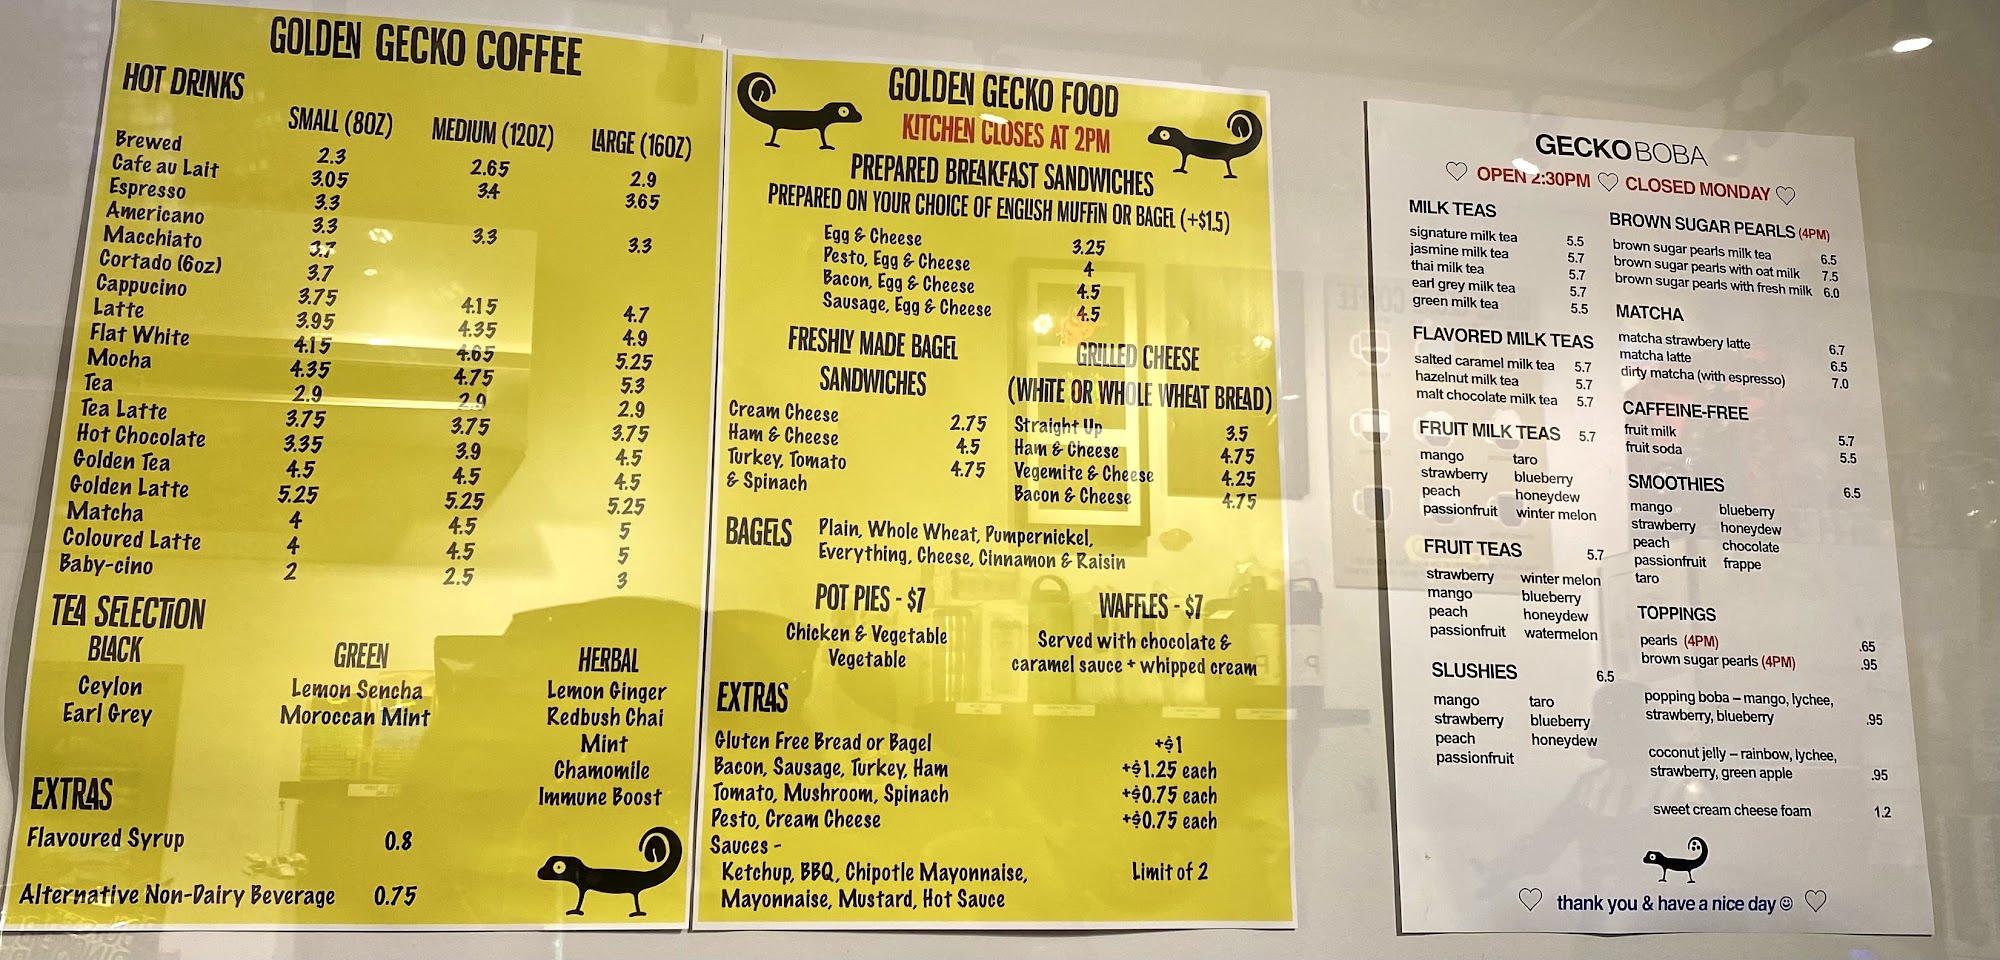 GOLDEN GECKO COFFEE
HOT DRINKS
SMALL (8OZ) MEDIUM (12OZ) LARGE (16OZ)
Brewed 2.3 2.65 2.9
Cafe au Lait 3.05 3.4 3.65
Espresso 3.3
Americano 3.3 3.3 3.3
Macchiato 3.7
Cortado (6oz) 3.7
Cappucino 3.75 4.15 4.7
Latte 3.95 4.35 4.9
Flat White 4.15 4.65 5.25
Mocha 4.35 4.75 5.3
Tea 2.9 2.9 2.9
Tea Latte 3.75 3.75 3.75
Hot Chocolate 3.35 3.9 4.5
Golden Tea 4.5 4.5 4.5
Golden Latte 5.25 5.25 5.25
Matcha 4 4.5 5
Coloured Latte 4 4.5 5
Baby-cino 2 2.5 3
TEA SELECTION
BLACK
Ceylon
Earl Grey
GREEN
Lemon Sencha
Moroccan Mint
HERBAL
Lemon Ginger
Redbush Chai
Mint
Chamomile
Immune Boost
EXTRAS
Flavoured Syrup 0.8
Alternative Non-Dairy Beverage 0.75
GOLDEN GECKO FOOD
KITCHEN CLOSES AT 2PM
PREPARED BREAKFAST SANDWICHES
PREPARED ON YOUR CHOICE OF ENGLISH MUFFIN OR BAGEL (+$1.5)
Egg & Cheese 3.25
Pesto, Egg & Cheese 4
Bacon, Egg & Cheese 4.5
Sausage, Egg & Cheese 4.5
FRESHLY MADE BAGEL
SANDWICHES
Cream Cheese 2.75
Ham & Cheese 4.5
Turkey, Tomato 4.75
& Spinach
GRILLED CHEESE
(WHITE OR WHOLE WHEAT BREAD)
Straight Up 3.5
Ham & Cheese 4.75
Vegemite & Cheese 4.25
Bacon & Cheese 4.75
BAGELS Plain, Whole Wheat, Pumpernickel,
Everything, Cheese, Cinnamon & Raisin
POT PIES - $7
Chicken & Vegetable
Vegetable
WAFFLES - $7
Served with chocolate &
caramel sauce + whipped cream
EXTRAS
Gluten Free Bread or Bagel +$1
Bacon, Sausage, Turkey, Ham +$1.25 each
Tomato, Mushroom, Spinach +$0.75 each
Pesto, Cream Cheese +$0.75 each
Sauces -
Ketchup, BBQ, Chipotle Mayonnaise, Limit of 2
Mayonnaise, Mustard, Hot Sauce
GECKO BOBA
♡ OPEN 2:30PM ♡ CLOSED MONDAY ♡
MILK TEAS
signature milk tea 5.5
jasmine milk tea 5.7
thai milk tea 5.7
earl grey milk tea 5.7
green milk tea 5.5
FLAVORED MILK TEAS
salted caramel milk tea 5.7
hazelnut milk tea 5.7
malt chocolate milk tea 5.7
FRUIT MILK TEAS 5.7
mango taro
strawberry blueberry
peach honeydew
passionfruit winter melon
FRUIT TEAS 5.7
strawberry winter melon
mango blueberry
peach honeydew
passionfruit watermelon
SLUSHIES 6.5
mango taro
strawberry blueberry
peach honeydew
passionfruit
BROWN SUGAR PEARLS (4PM)
brown sugar pearls milk tea 6.5
brown sugar pearls with oat milk 7.5
brown sugar pearls with fresh milk 6.0
MATCHA
matcha strawbery latte 6.7
matcha latte 6.5
dirty matcha (with espresso) 7.0
CAFFEINE-FREE
fruit milk 5.7
fruit soda 5.5
SMOOTHIES 6.5
mango blueberry
strawberry honeydew
peach chocolate
passionfruit frappe
taro
TOPPINGS
pearls (4PM) .65
brown sugar pearls (4PM) .95
popping boba – mango, lychee,
strawberry, blueberry .95
coconut jelly – rainbow, lychee,
strawberry, green apple .95
sweet cream cheese foam 1.2
♡ thank you & have a nice day ☺ ♡